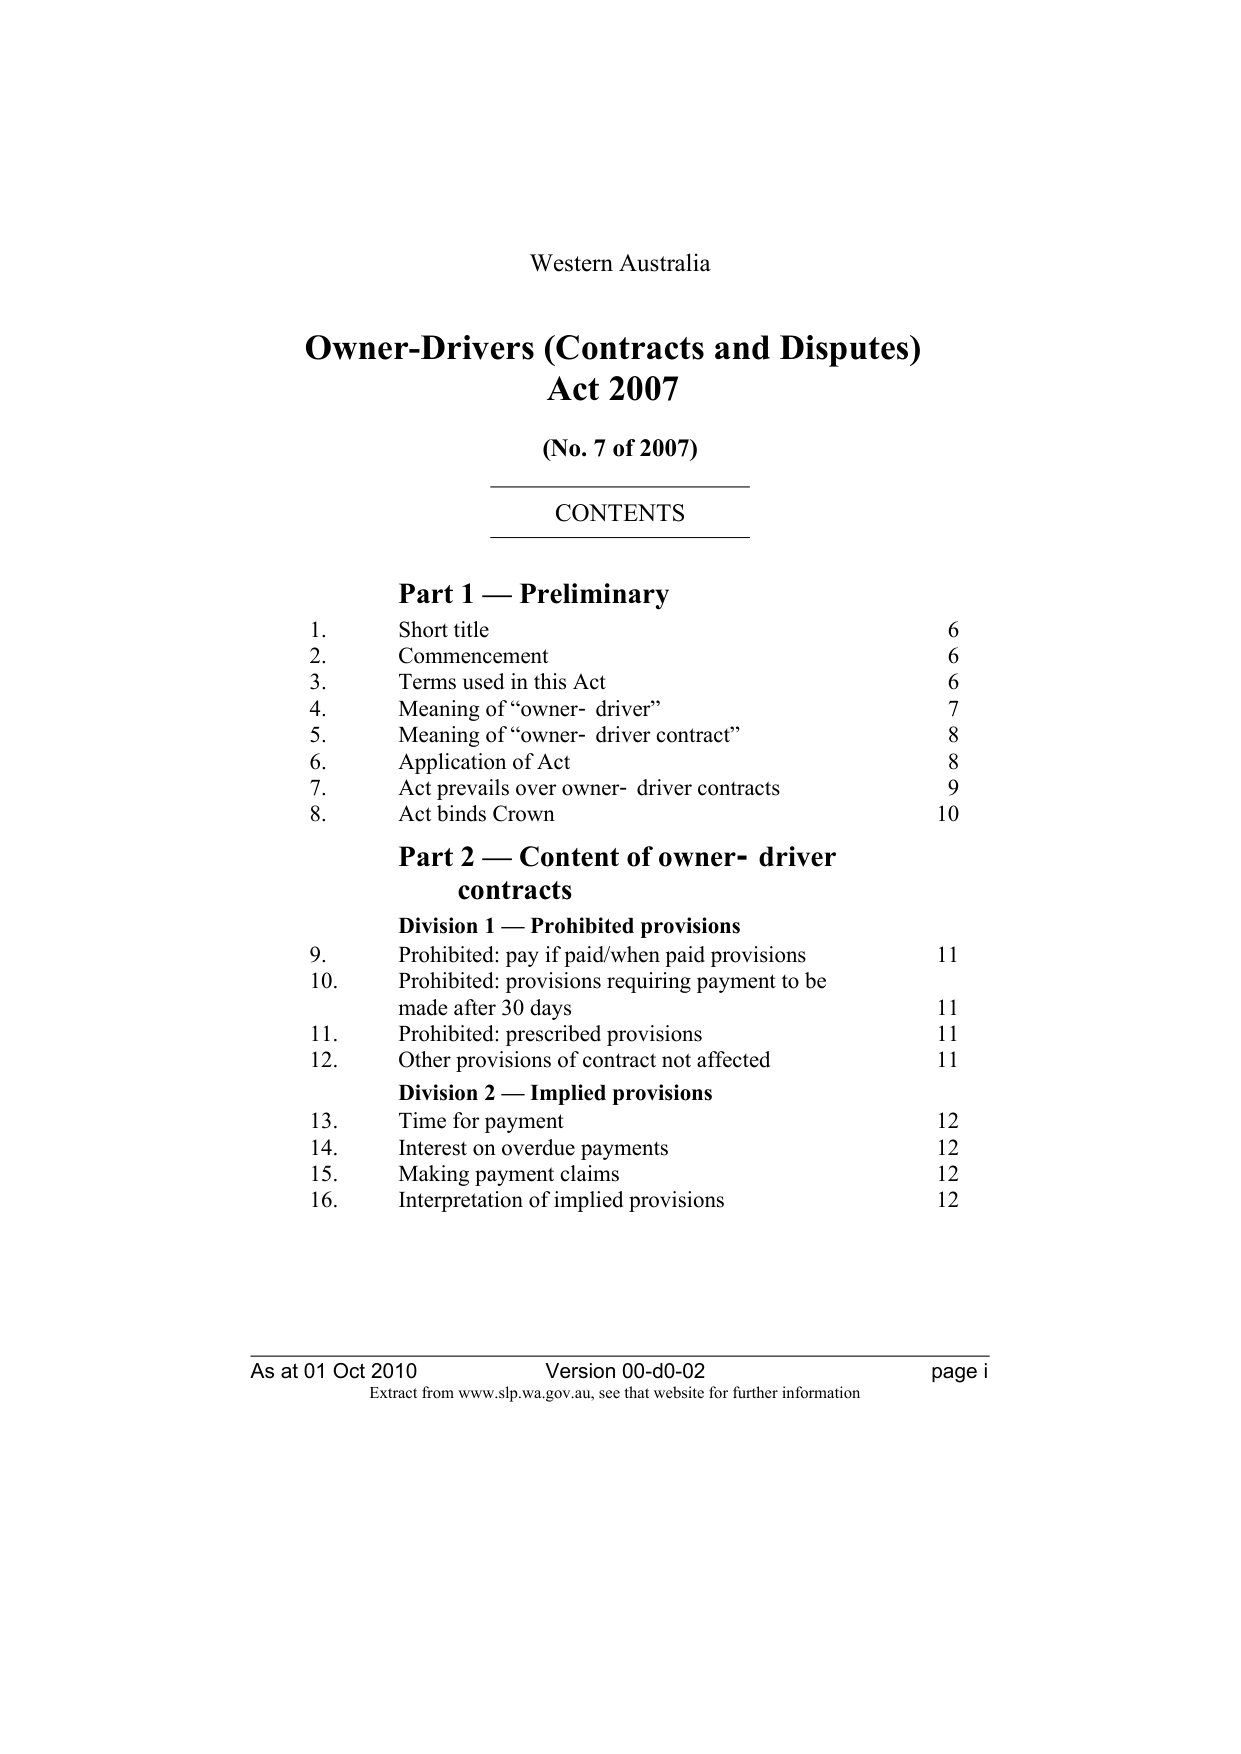 Western Australia
Owner-Drivers (Contracts and Disputes)
Act 2007
(No. 7 of 2007)
CONTENTS
Part 1 — Preliminary
1. Short title 6
2. Commencement 6
3. Terms used in this Act 6
4. Meaning of “owner- driver” 7
5. Meaning of “owner- driver contract” 8
6. Application of Act 8
7. Act prevails over owner- driver contracts 9
8. Act binds Crown 10
Part 2 — Content of owner- driver
contracts
Division 1 — Prohibited provisions
9. Prohibited: pay if paid/when paid provisions 11
10. Prohibited: provisions requiring payment to be
made after 30 days 11
11. Prohibited: prescribed provisions 11
12. Other provisions of contract not affected 11
Division 2 — Implied provisions
13. Time for payment 12
14. Interest on overdue payments 12
15. Making payment claims 12
16. Interpretation of implied provisions 12
As at 01 Oct 2010 Version 00-d0-02 page i
Extract from www.slp.wa.gov.au, see that website for further information